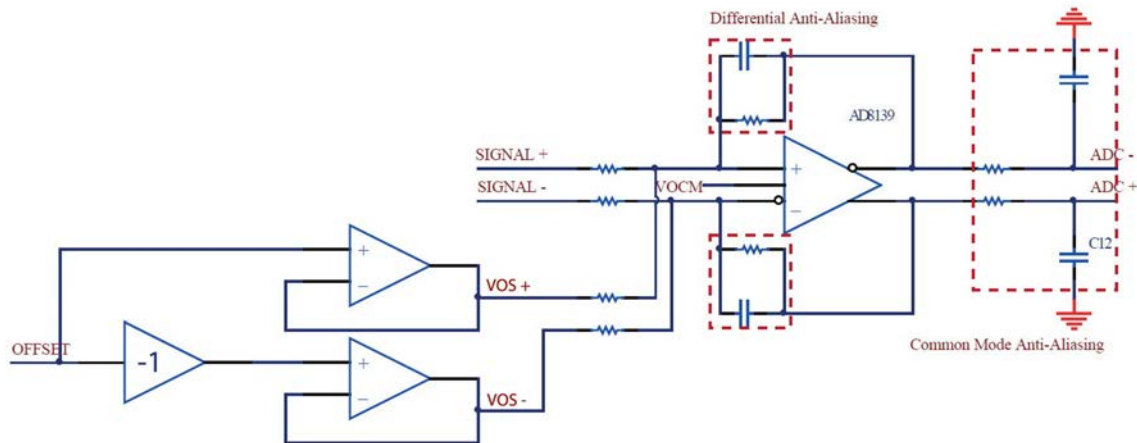 Differential Anti-Aliasing
AD8139
SIGNAL +
ADC -
SIGNAL -
VOCM
ADC +
+
−
C12
+
−
VOS +
OFFSET
-1
+
−
VOS -
Common Mode Anti-Aliasing